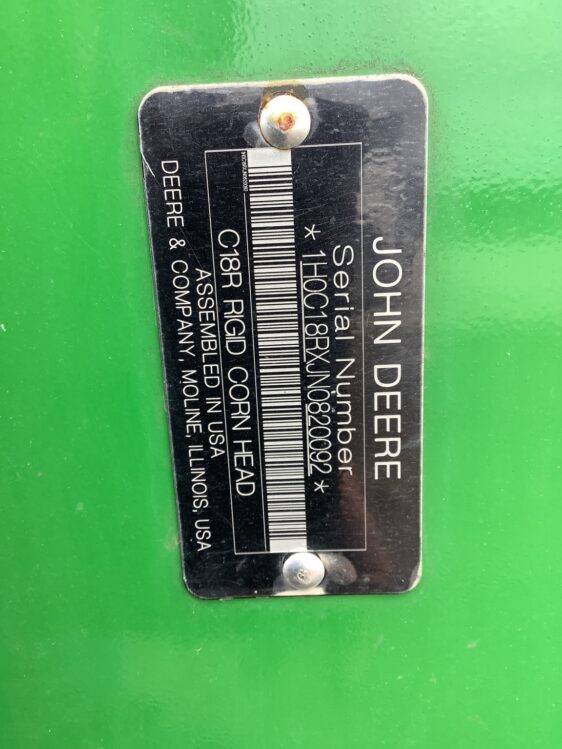 JOHN DEERE
Serial Number
*1H0C18RXJN0820092*
C18R RIGID CORN HEAD
ASSEMBLED IN USA
DEERE & COMPANY, MOLINE, ILLINOIS, USA